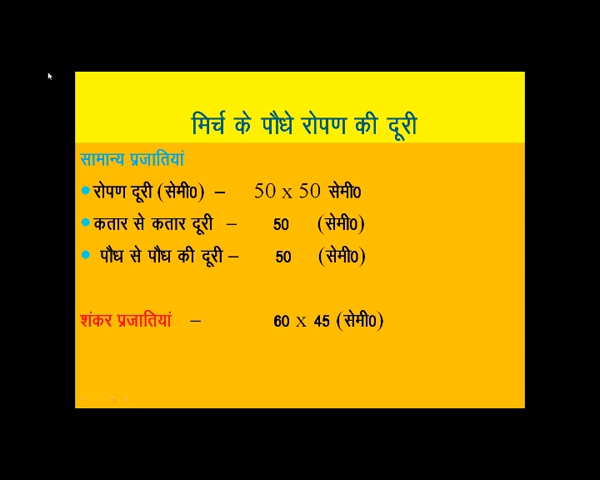 मिर्च के पौधे रोपण की दूरी
सामान्य प्रजातियां
रोपण दूरी (सेमी0) – 50 x 50 सेमी0
कतार से कतार दूरी – 50 (सेमी0)
पौध से पौध की दूरी – 50 (सेमी0)
शंकर प्रजातियां – 60 x 45 (सेमी0)